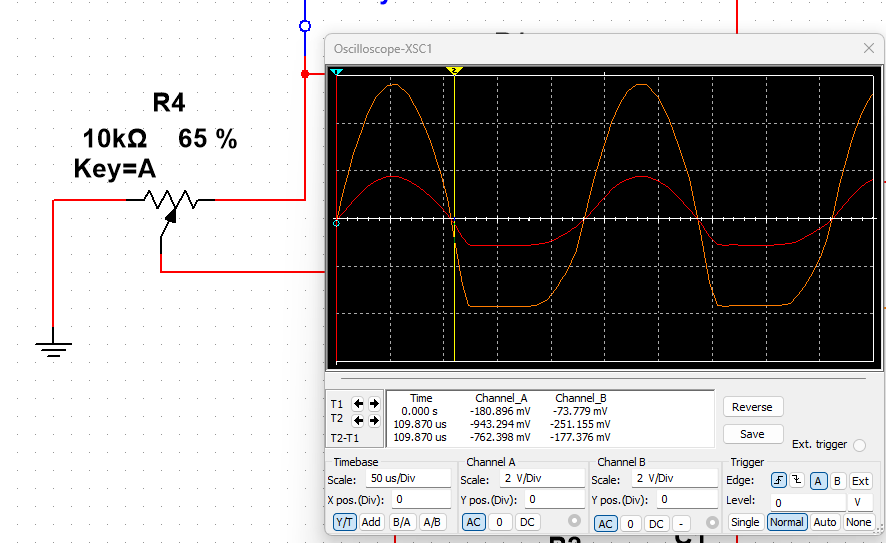 R4
10kΩ 65 %
Key=A
Oscilloscope-XSC1
1
2
Time Channel_A Channel_B
T1 0.000 s -180.896 mV -73.779 mV
T2 109.870 us -943.294 mV -251.155 mV
T2-T1 109.870 us -762.398 mV -177.376 mV
Reverse
Save
Ext. trigger
Timebase Channel A Channel B Trigger
Scale: 50 us/Div Scale: 2 V/Div Scale: 2 V/Div Edge: A B Ext
X pos.(Div): 0 Y pos.(Div): 0 Y pos.(Div): 0 Level: 0 V
Y/T Add B/A A/B AC 0 DC AC 0 DC - Single Normal Auto None